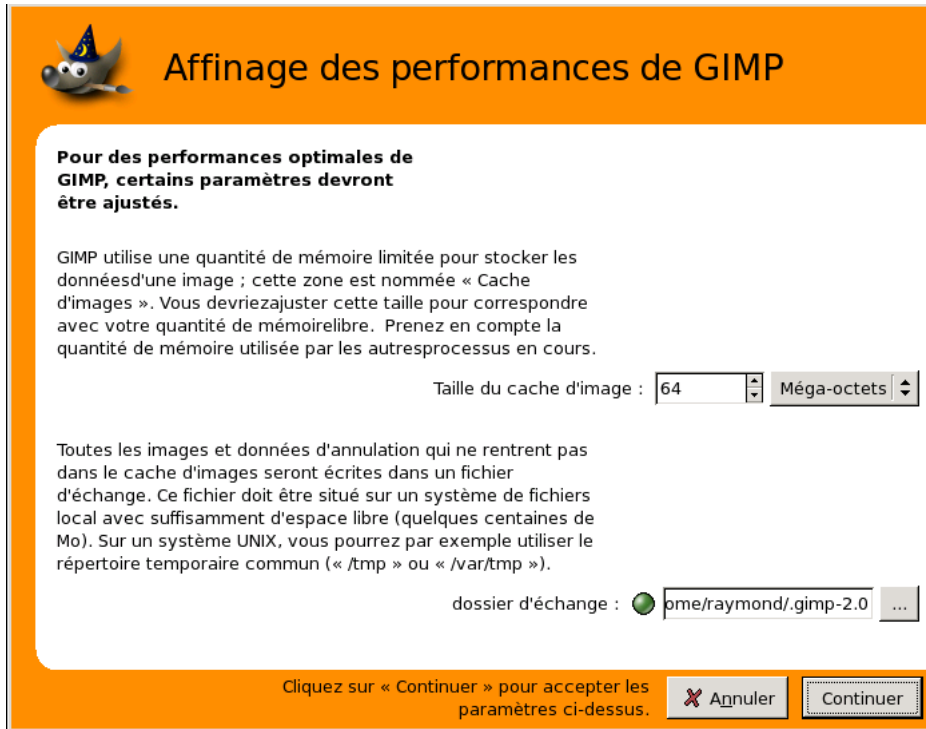 Affinage des performances de GIMP
Pour des performances optimales de
GIMP, certains paramètres devront
être ajustés.
GIMP utilise une quantité de mémoire limitée pour stocker les
donnéesd'une image ; cette zone est nommée « Cache
d'images ». Vous devriezajuster cette taille pour correspondre
avec votre quantité de mémoirelibre.  Prenez en compte la
quantité de mémoire utilisée par les autresprocessus en cours.
Taille du cache d'image : 64 Méga-octets
Toutes les images et données d'annulation qui ne rentrent pas
dans le cache d'images seront écrites dans un fichier
d'échange. Ce fichier doit être situé sur un système de fichiers
local avec suffisamment d'espace libre (quelques centaines de
Mo). Sur un système UNIX, vous pourrez par exemple utiliser le
répertoire temporaire commun (« /tmp » ou « /var/tmp »).
dossier d'échange : ome/raymond/.gimp-2.0 ...
Cliquez sur « Continuer » pour accepter les
paramètres ci-dessus.
Annuler Continuer